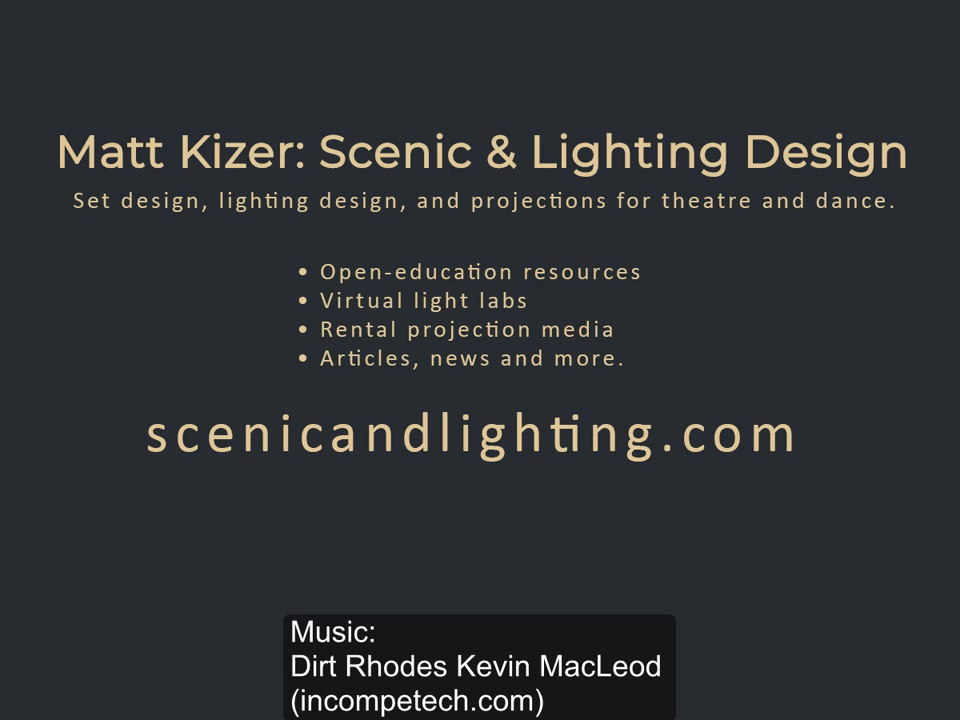 Matt Kizer: Scenic & Lighting Design
Set design, lighting design, and projections for theatre and dance.
• Open-education resources
• Virtual light labs
• Rental projection media
• Articles, news and more.
scenicandlighting.com
Music:
Dirt Rhodes Kevin MacLeod
(incompetech.com)